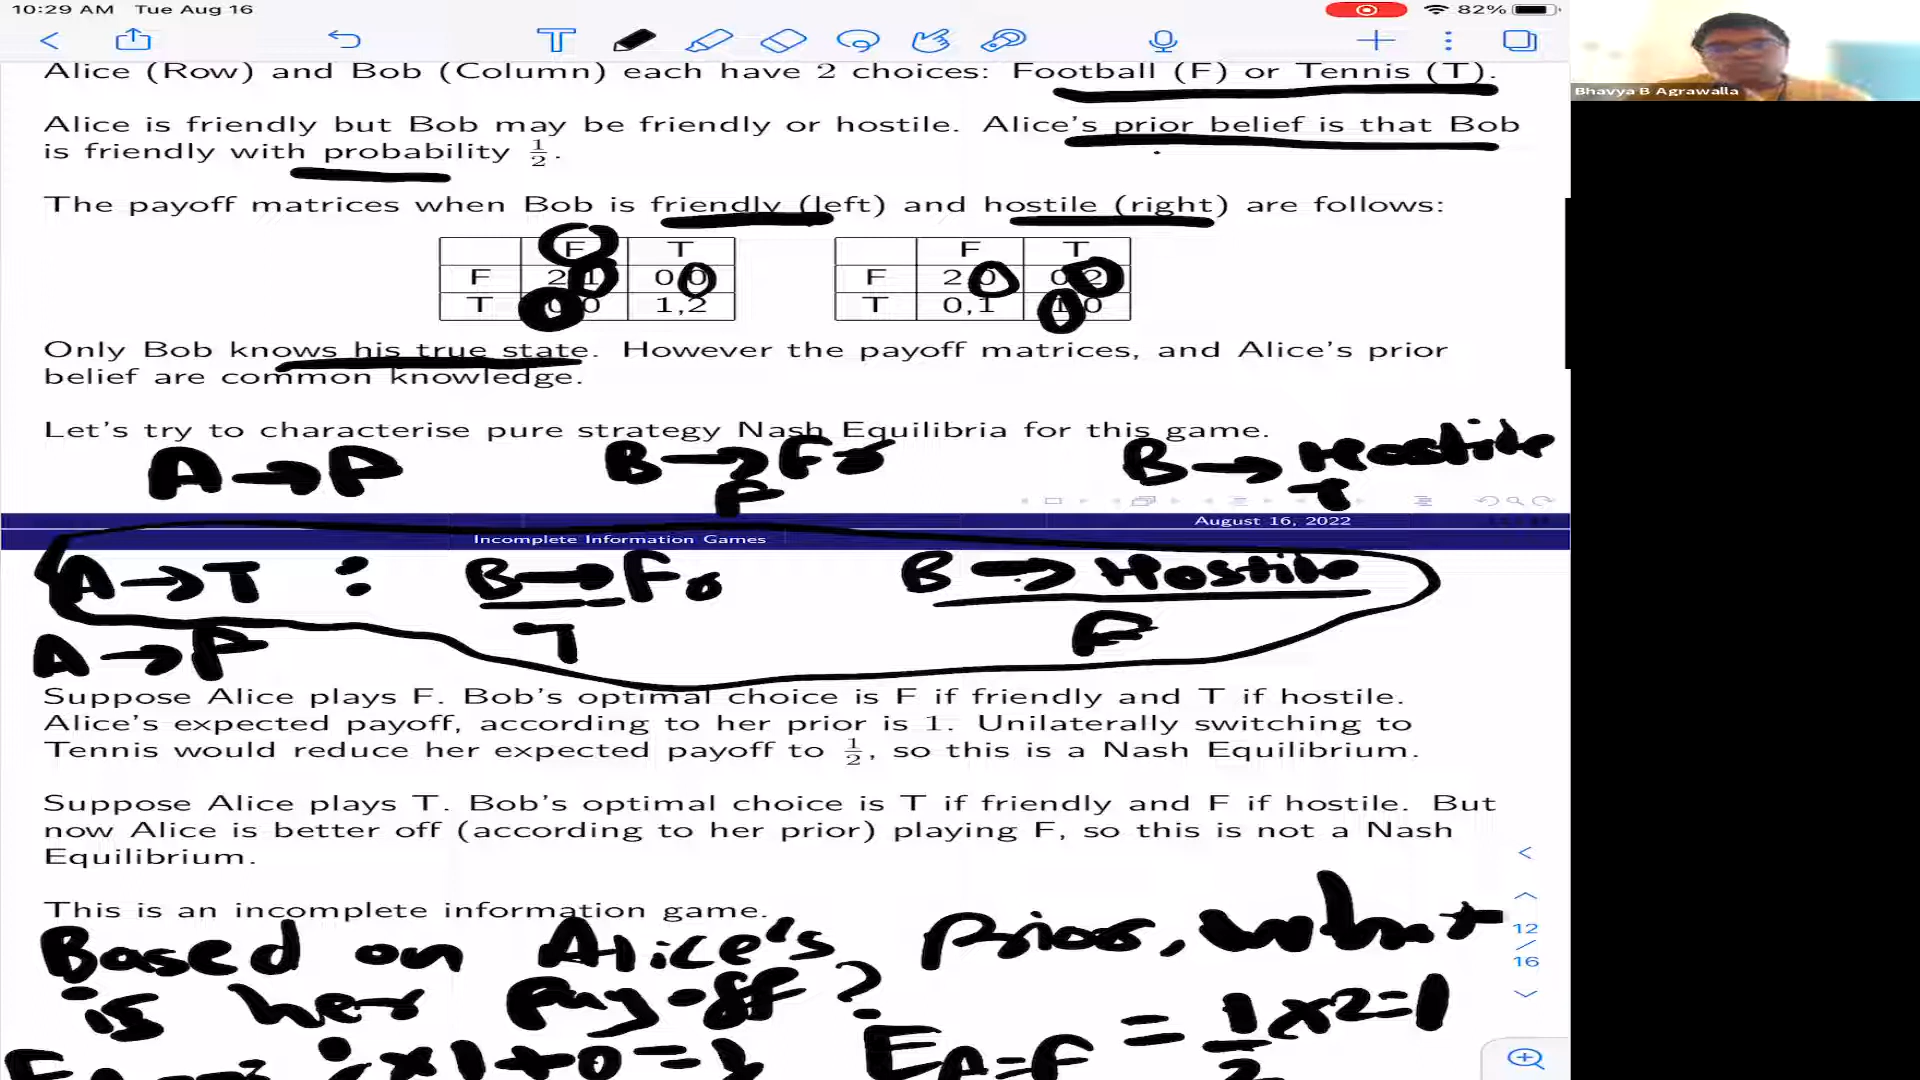 10:29 AM Tue Aug 16
82%
Bhavya B Agrawalla
Alice (Row) and Bob (Column) each have 2 choices: Football (F) or Tennis (T).
Alice is friendly but Bob may be friendly or hostile. Alice's prior belief is that Bob
is friendly with probability 1/2.
The payoff matrices when Bob is friendly (left) and hostile (right) are follows:
F T
F 2,1 0,0
T 0,0 1,2
F T
F 2,0 0,2
T 0,1 1,0
Only Bob knows his true state. However the payoff matrices, and Alice's prior
belief are common knowledge.
Let's try to characterise pure strategy Nash Equilibria for this game.
A → F B → Fr B → Hostile
F T
August 16, 2022
Incomplete Information Games
A → T : B → Fr B → Hostile
T F
A → F
Suppose Alice plays F. Bob's optimal choice is F if friendly and T if hostile.
Alice's expected payoff, according to her prior is 1. Unilaterally switching to
Tennis would reduce her expected payoff to 1/2, so this is a Nash Equilibrium.
Suppose Alice plays T. Bob's optimal choice is T if friendly and F if hostile. But
now Alice is better off (according to her prior) playing F, so this is not a Nash
Equilibrium.
This is an incomplete information game.
Based on Alice's prior, what
is her pay-off?
E A=F = 1/2 x 2 = 1
x 1 + 0 =
12
/
16